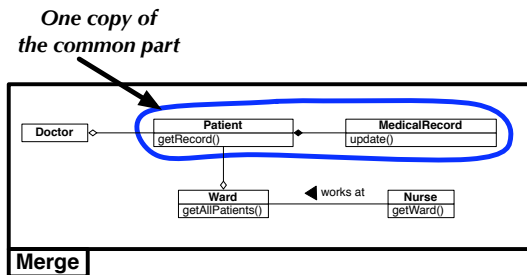 One copy of
the common part
Doctor
Patient
getRecord()
MedicalRecord
update()
Ward
getAllPatients()
works at
Nurse
getWard()
Merge